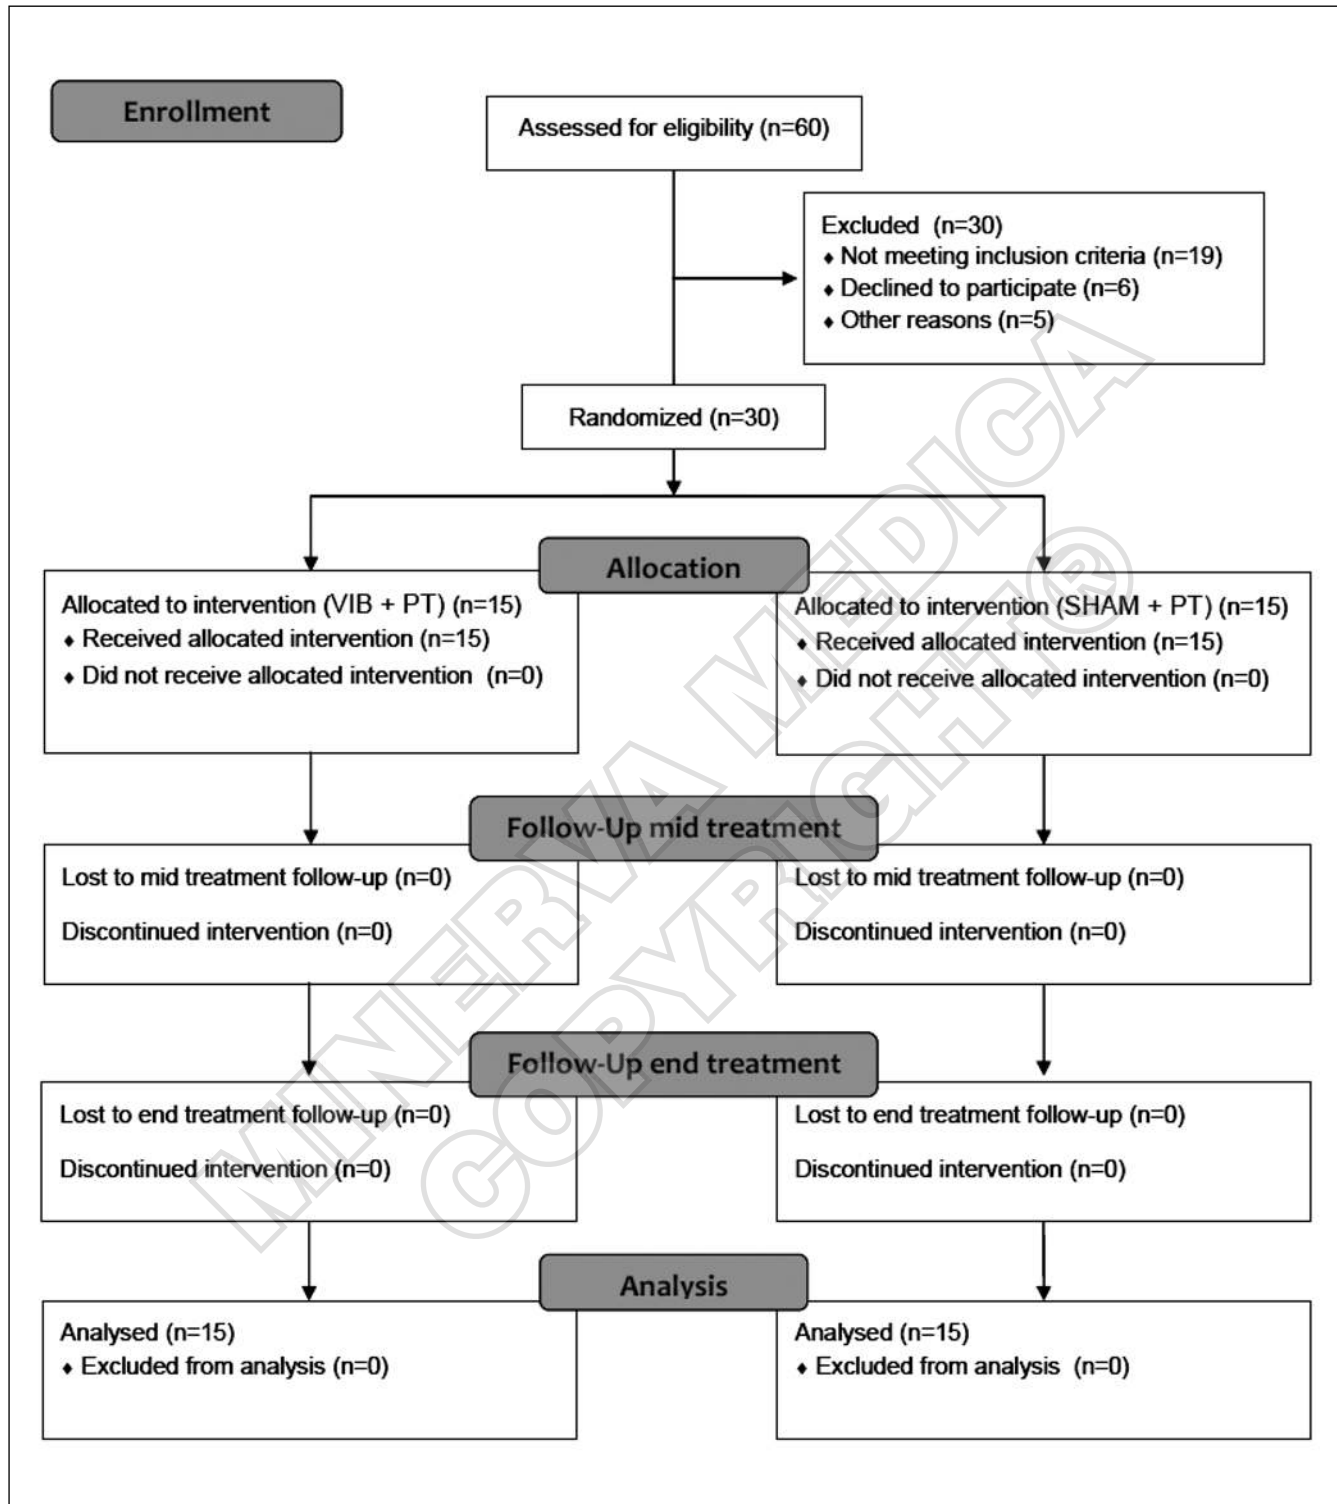 Enrollment
Assessed for eligibility (n=60)
Excluded (n=30)
♦ Not meeting inclusion criteria (n=19)
♦ Declined to participate (n=6)
♦ Other reasons (n=5)
Randomized (n=30)
Allocation
Allocated to intervention (VIB + PT) (n=15)
♦ Received allocated intervention (n=15)
♦ Did not receive allocated intervention (n=0)
Allocated to intervention (SHAM + PT) (n=15)
♦ Received allocated intervention (n=15)
♦ Did not receive allocated intervention (n=0)
Follow-Up mid treatment
Lost to mid treatment follow-up (n=0)
Discontinued intervention (n=0)
Lost to mid treatment follow-up (n=0)
Discontinued intervention (n=0)
Follow-Up end treatment
Lost to end treatment follow-up (n=0)
Discontinued intervention (n=0)
Lost to end treatment follow-up (n=0)
Discontinued intervention (n=0)
Analysis
Analysed (n=15)
♦ Excluded from analysis (n=0)
Analysed (n=15)
♦ Excluded from analysis (n=0)
MINERVA MEDICA
COPYRIGHT®